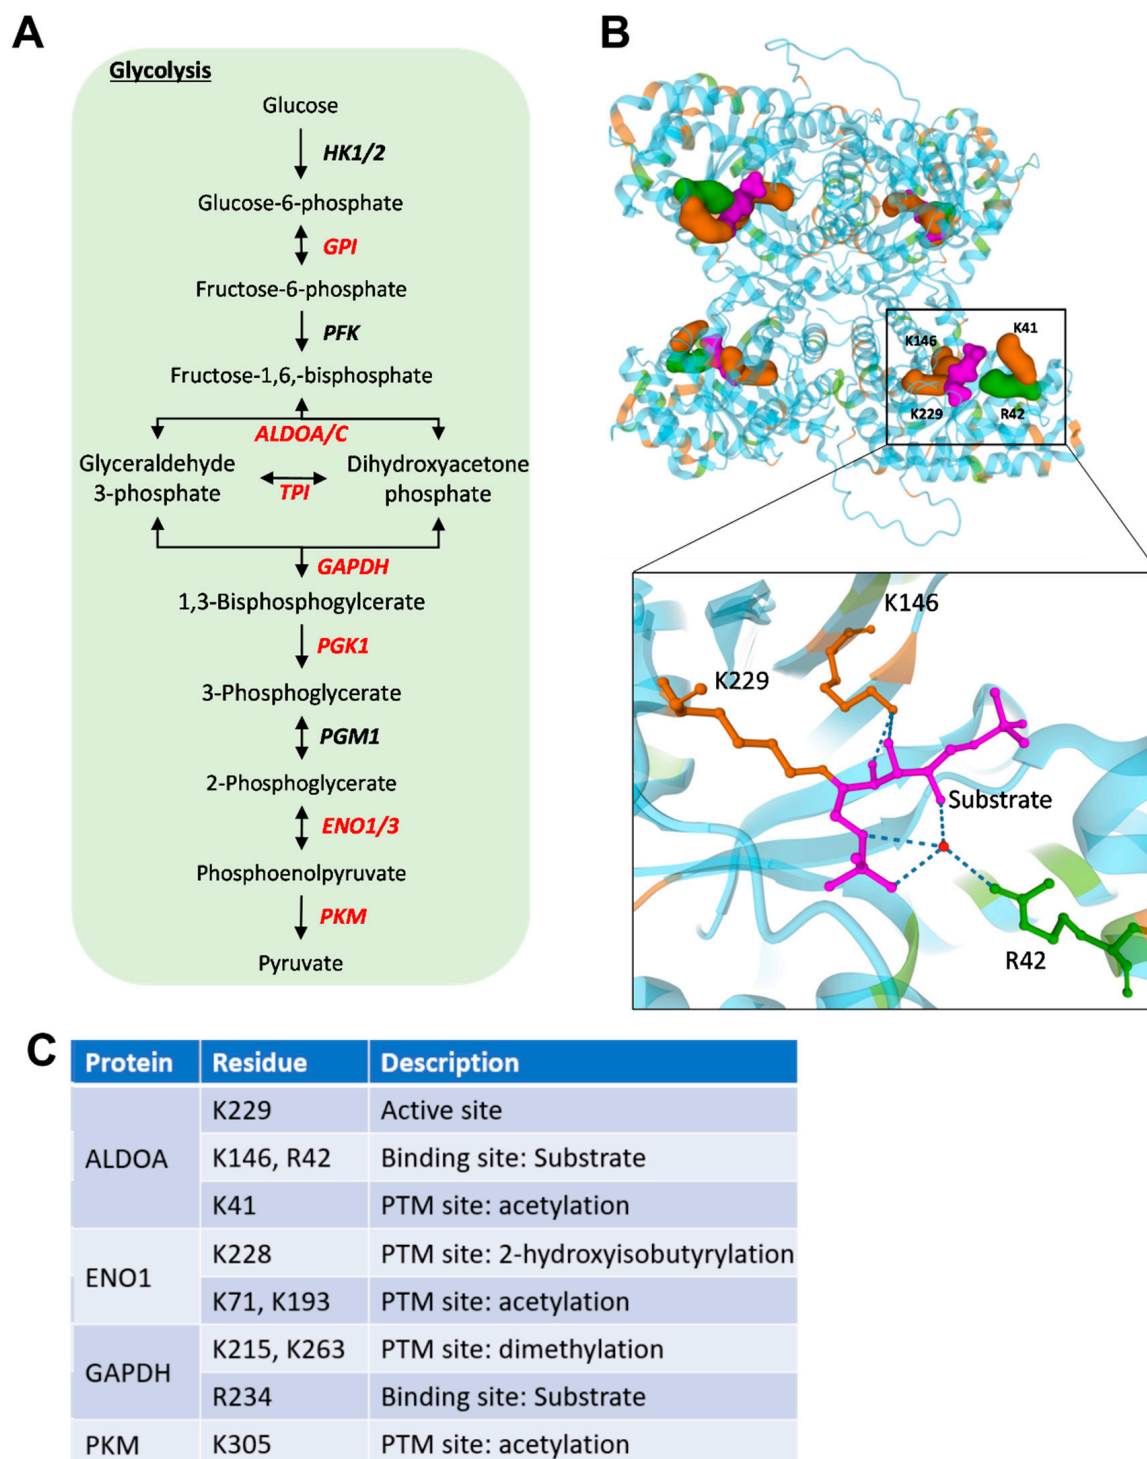 A
Glycolysis
Glucose
HK1/2
Glucose-6-phosphate
GPI
Fructose-6-phosphate
PFK
Fructose-1,6,-bisphosphate
ALDOA/C
Glyceraldehyde
3-phosphate
TPI
Dihydroxyacetone
phosphate
GAPDH
1,3-Bisphosphogylcerate
PGK1
3-Phosphoglycerate
PGM1
2-Phosphoglycerate
ENO1/3
Phosphoenolpyruvate
PKM
Pyruvate
B
K146
K41
K229
R42
K146
K229
Substrate
R42
C
Protein Residue Description
ALDOA
K229 Active site
K146, R42 Binding site: Substrate
K41 PTM site: acetylation
ENO1
K228 PTM site: 2-hydroxyisobutyrylation
K71, K193 PTM site: acetylation
GAPDH
K215, K263 PTM site: dimethylation
R234 Binding site: Substrate
PKM K305 PTM site: acetylation